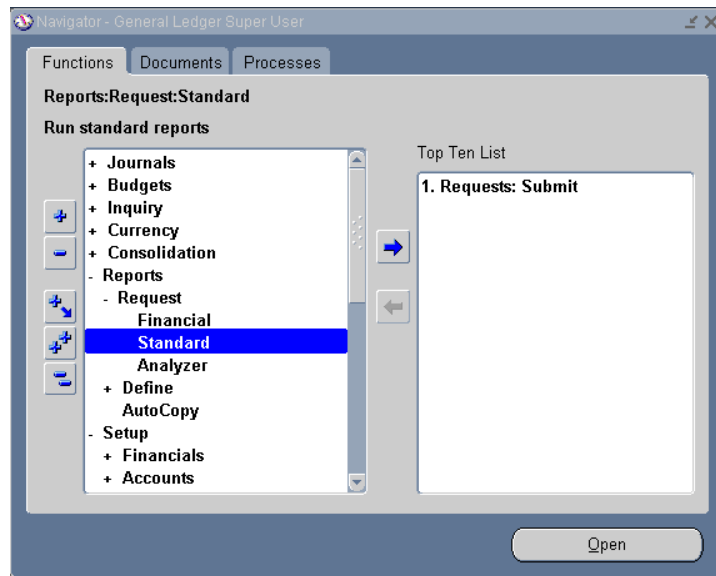 Navigator - General Ledger Super User
Functions Documents Processes
Reports:Request:Standard
Run standard reports
+ Journals
+ Budgets
+ Inquiry
+ Currency
+ Consolidation
- Reports
- Request
Financial
Standard
Analyzer
+ Define
AutoCopy
- Setup
+ Financials
+ Accounts
Top Ten List
1. Requests: Submit
Open